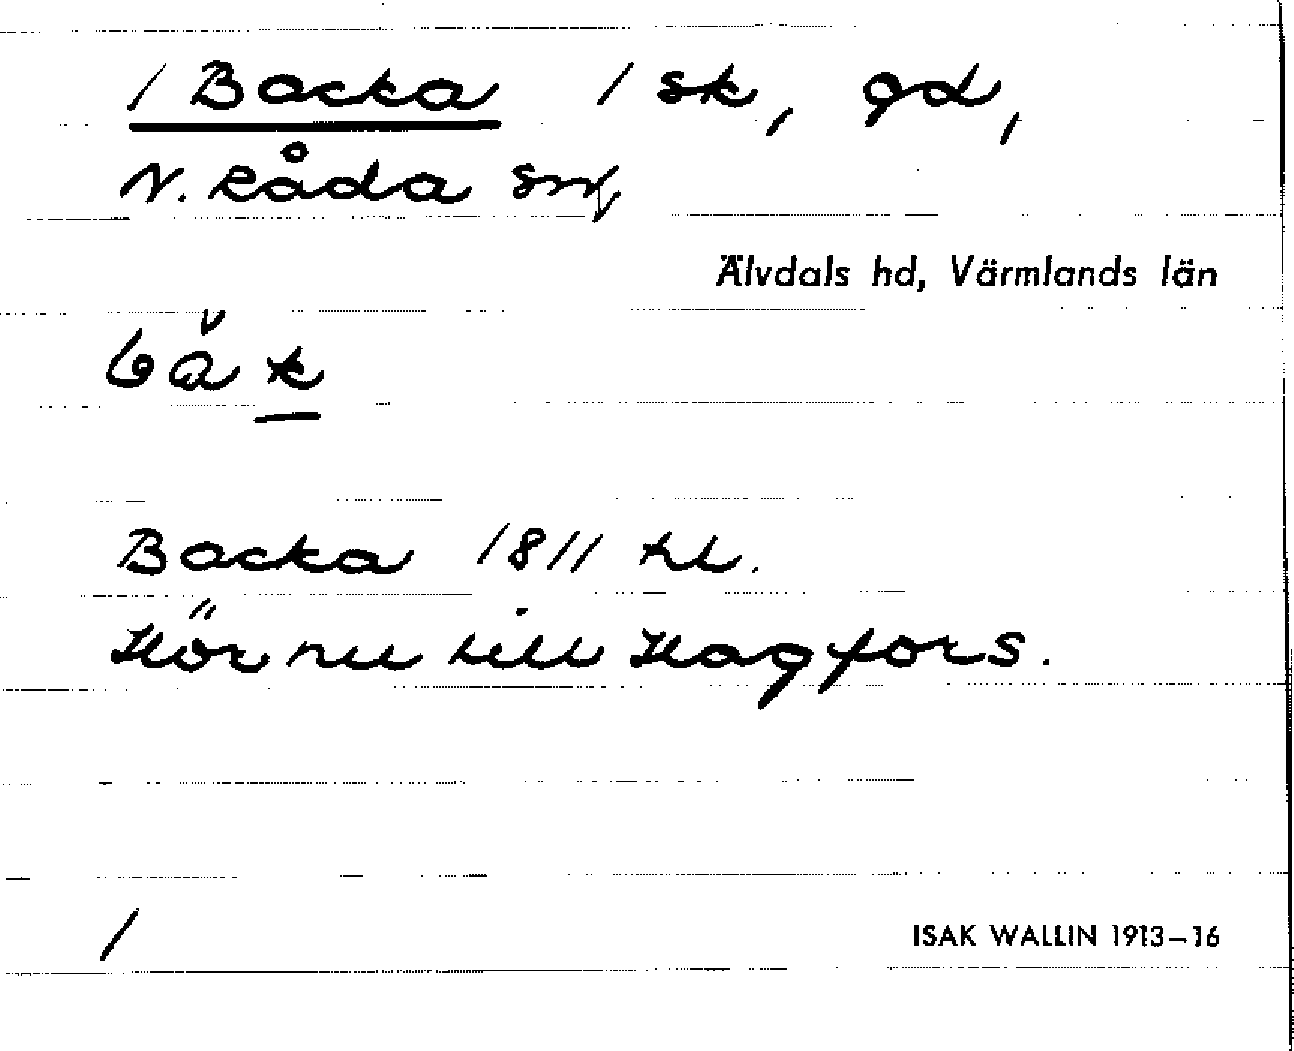 1 Backa 1 sk, gd,
N. Råda sn,
Älvdals hd, Värmlands län
Backa 1811 kl.
Hör nu till Hagfors.
1
ISAK WALLIN 1913–16